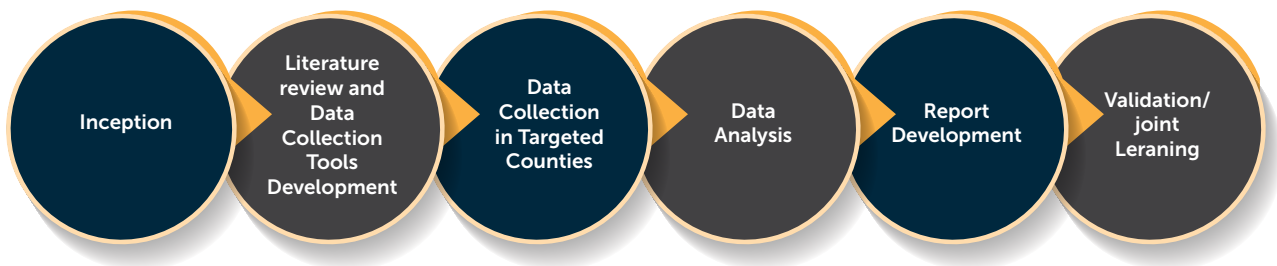 Inception
Literature
review and
Data
Collection
Tools
Development
Data
Collection
in Targeted
Counties
Data
Analysis
Report
Development
Validation/
joint
Leraning